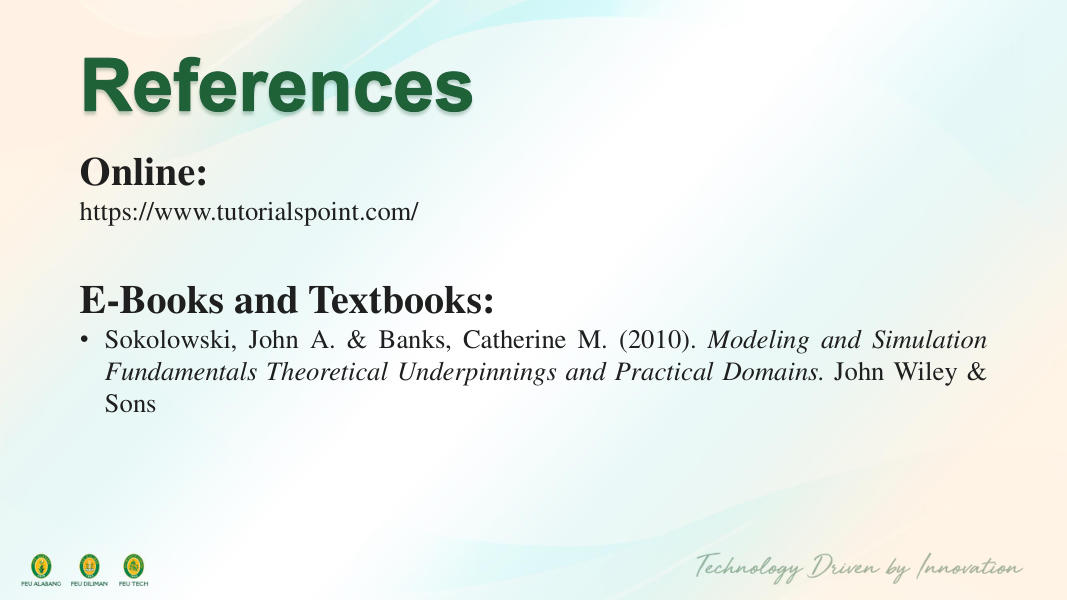 References
Online:
https://www.tutorialspoint.com/
E-Books and Textbooks:
• Sokolowski, John A. & Banks, Catherine M. (2010). Modeling and Simulation
Fundamentals Theoretical Underpinnings and Practical Domains. John Wiley &
Sons
FEU ALABANG FEU DILIMAN FEU TECH
Technology Driven by Innovation